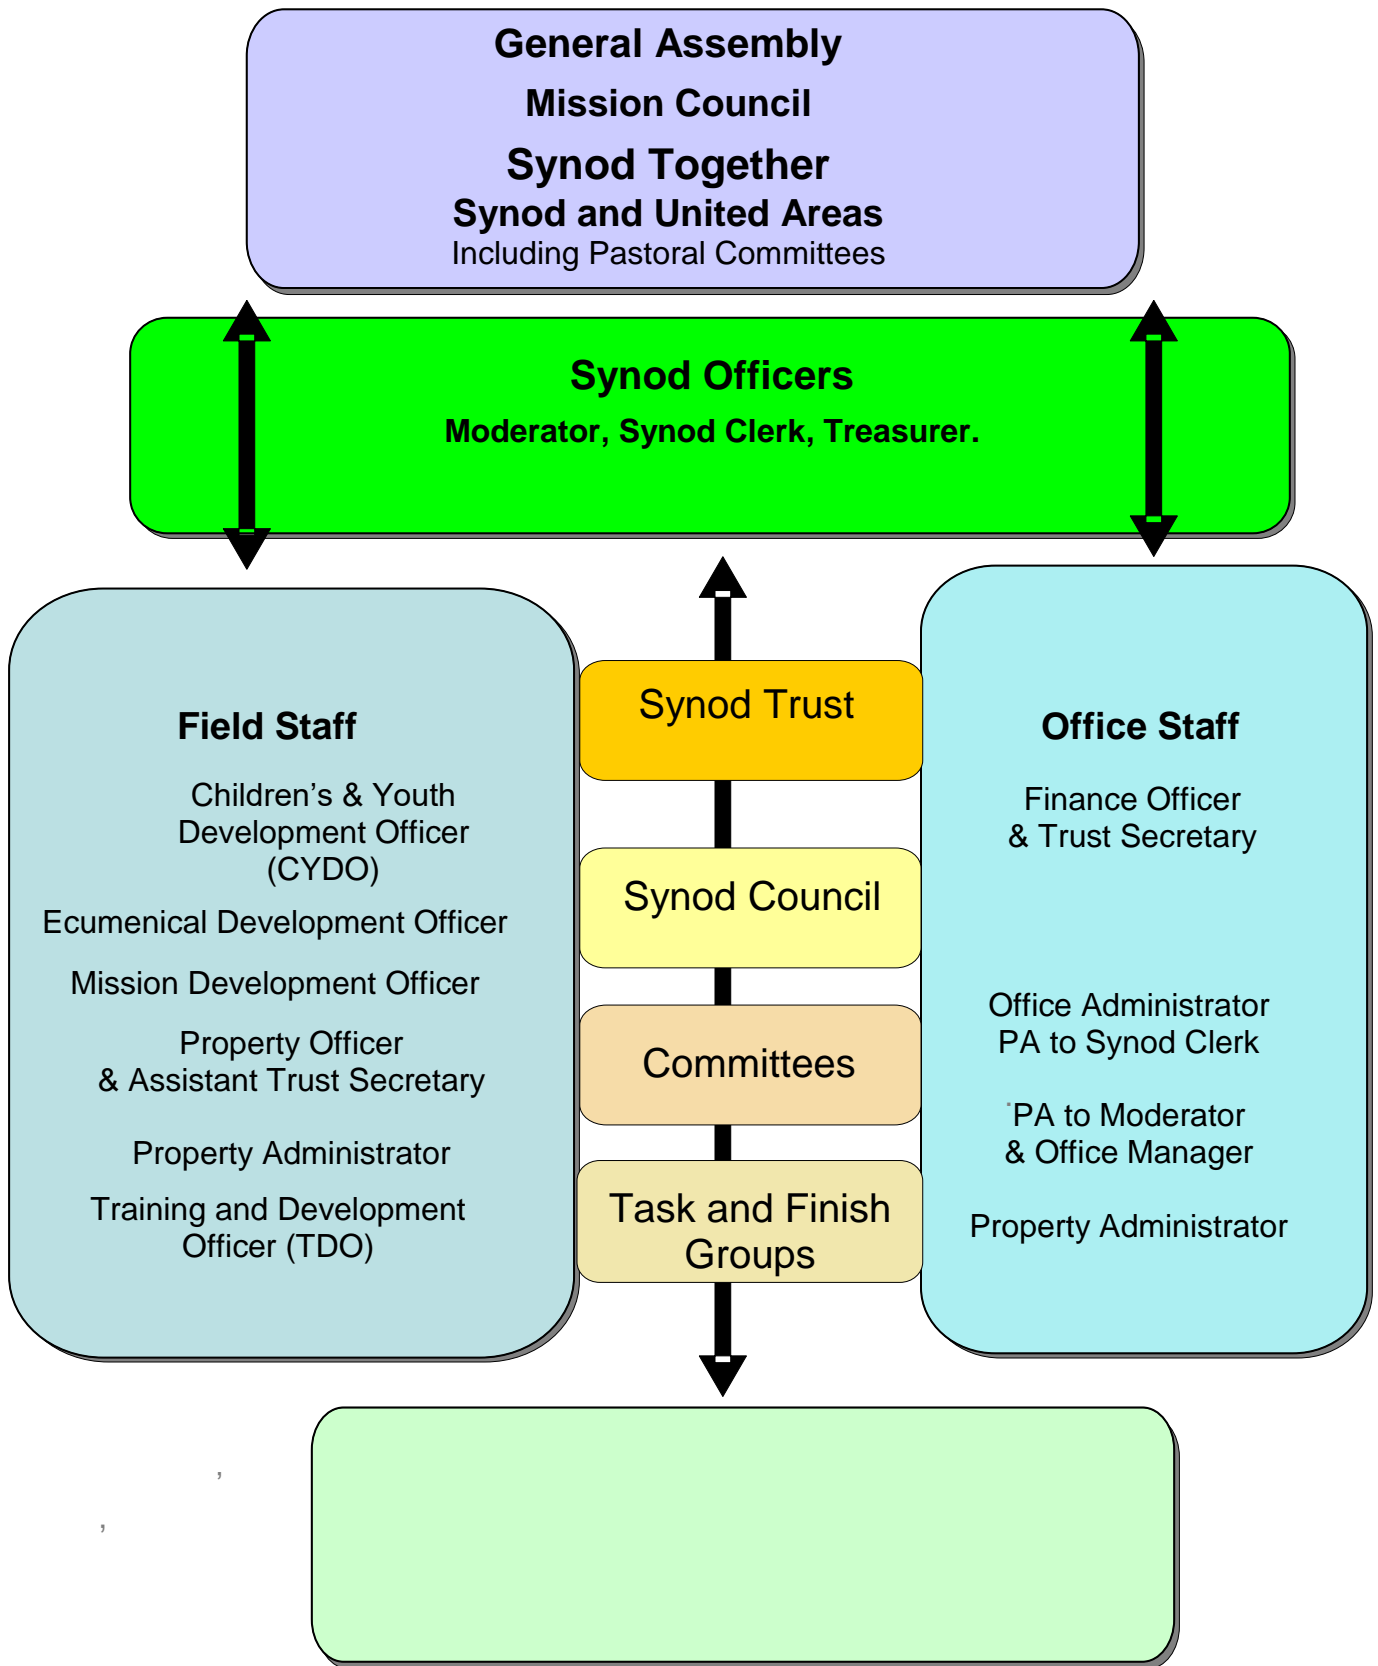 General Assembly
Mission Council
Synod Together
Synod and United Areas
Including Pastoral Committees
Synod Officers
Moderator, Synod Clerk, Treasurer.
Field Staff
Children’s & Youth
Development Officer
(CYDO)
Ecumenical Development Officer
Mission Development Officer
Property Officer
& Assistant Trust Secretary
Property Administrator
Training and Development
Officer (TDO)
Synod Trust
Synod Council
Committees
Task and Finish
Groups
Office Staff
Finance Officer
& Trust Secretary
Office Administrator
PA to Synod Clerk
PA to Moderator
& Office Manager
Property Administrator
,
,